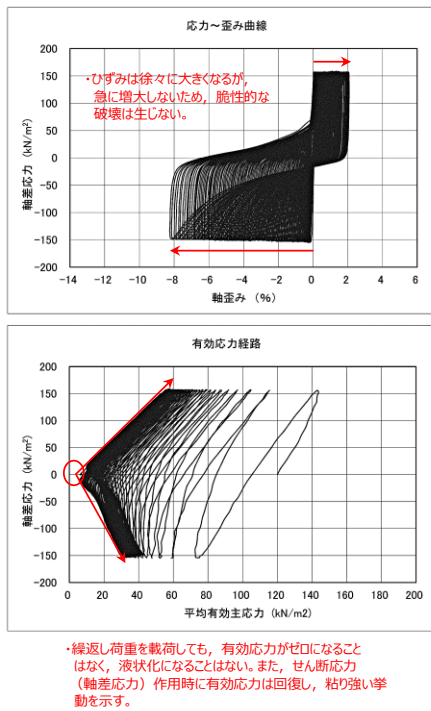 応力～歪み曲線
・ひずみは徐々に大きくなるが，
急に増大しないため，脆性的な
破壊は生じない。
軸差応力（kN/m²）
200
150
100
50
0
-50
-100
-150
-200
-14 -12 -10 -8 -6 -4 -2 0 2 4 6
軸歪み （%）
有効応力経路
軸差応力（kN/m²）
200
150
100
50
0
-50
-100
-150
-200
0 20 40 60 80 100 120 140 160 180 200
平均有効主応力（kN/m2）
・繰返し荷重を載荷しても，有効応力がゼロになること
はなく，液状化になることはない。また，せん断応力
（軸差応力）作用時に有効応力は回復し，粘り強い挙
動を示す。